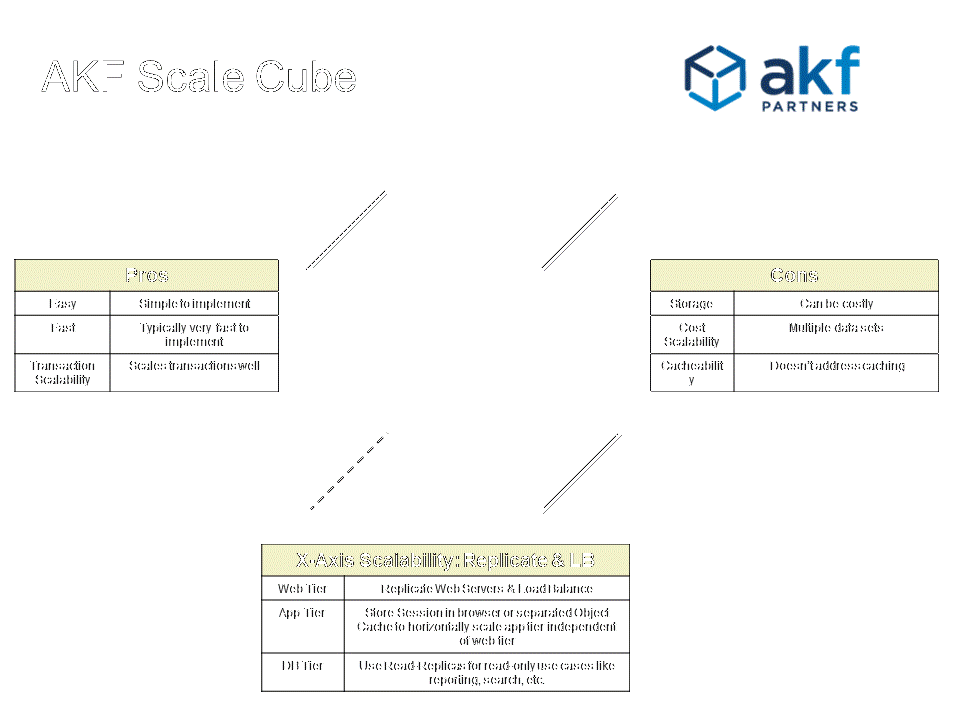 AKF Scale Cube
akf
PARTNERS
Pros
Easy Simple to implement
Fast Typically very fast to
implement
Transaction
Scalability Scales transactions well
Cons
Storage Can be costly
Cost
Scalability Multiple data sets
Cacheabilit
y Doesn't address caching
X-Axis Scalability: Replicate & LB
Web Tier Replicate Web Servers & Load Balance
App Tier Store Session in browser or separated Object
Cache to horizontally scale app tier independent
of web tier
DB Tier Use Read-Replicas for read-only use cases like
reporting, search, etc.